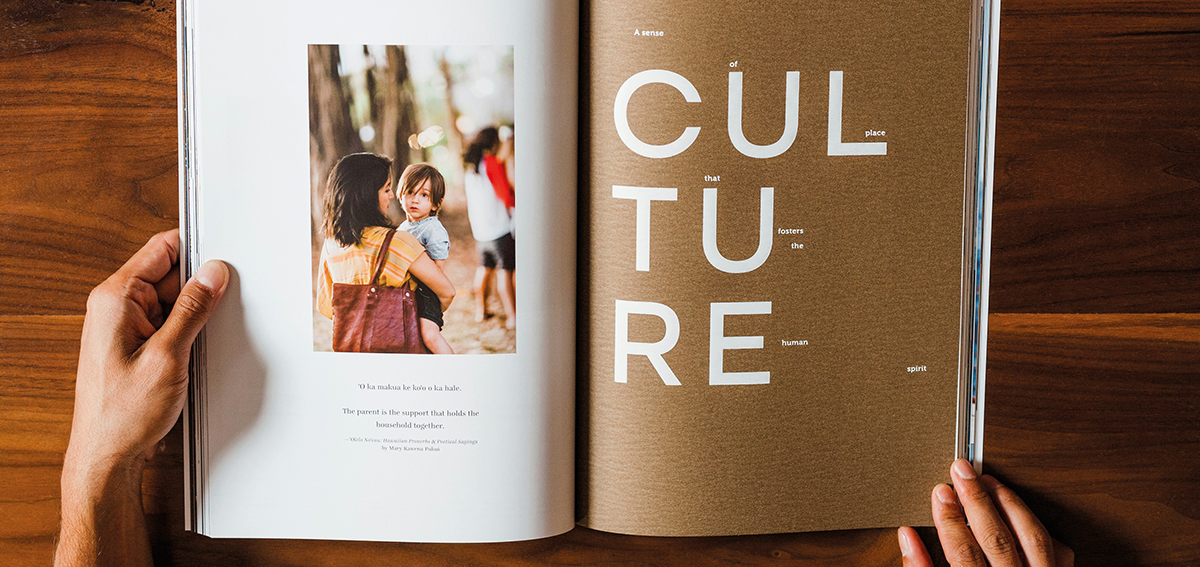 ʻO ka makua ke koʻo o ka hale.
The parent is the support that holds the
household together.
– ʻŌlelo Noʻeau: Hawaiian Proverbs & Poetical Sayings
by Mary Kawena Pukui
A sense
of
CUL
place
that
TU
fosters
the
RE
human
spirit